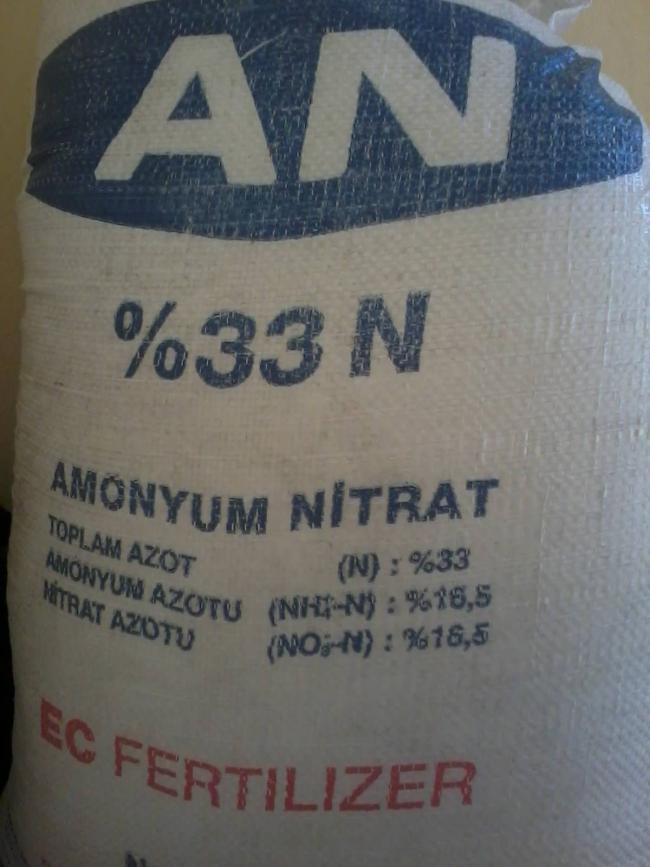 AN
%33 N
AMONYUM NİTRAT
TOPLAM AZOT (N) : %33
AMONYUM AZOTU (NH₄-N) : %16,5
NİTRAT AZOTU (NO₃-N) : %16,5
EC FERTILIZER